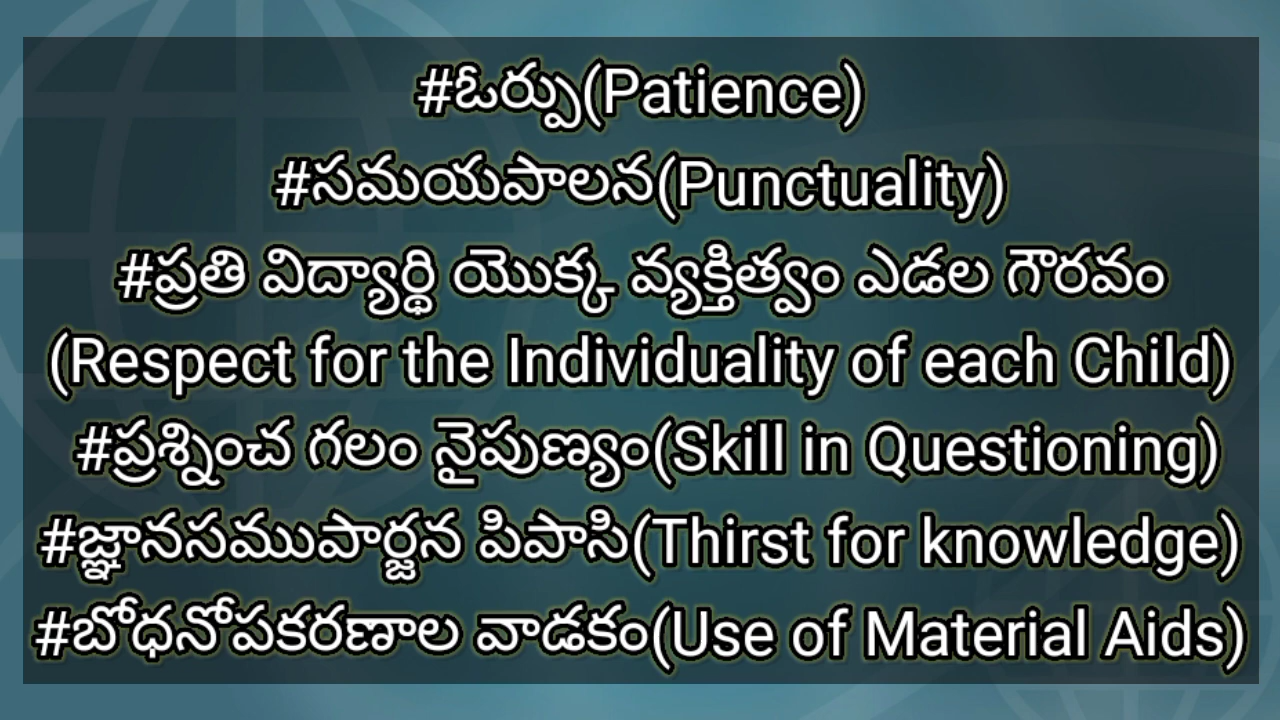 #ఓర్పు(Patience)
#సమయపాలన(Punctuality)
#ప్రతి విద్యార్థి యొక్క వ్యక్తిత్వం ఎడల గౌరవం
(Respect for the Individuality of each Child)
#ప్రశ్నించ గలం నైపుణ్యం(Skill in Questioning)
#జ్ఞానసముపార్జన పిపాసి(Thirst for knowledge)
#బోధనోపకరణాల వాడకం(Use of Material Aids)